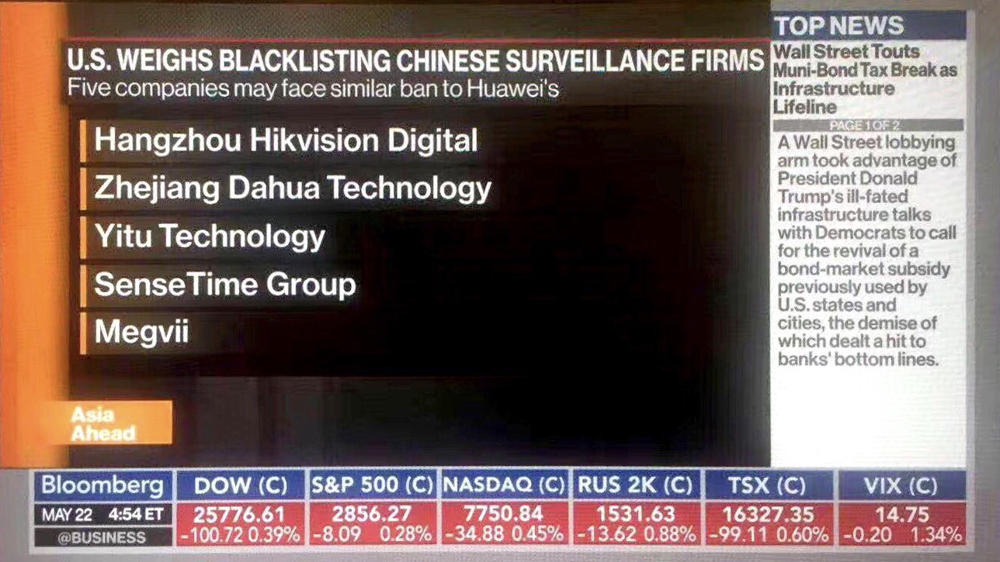 U.S. WEIGHS BLACKLISTING CHINESE SURVEILLANCE FIRMS
Five companies may face similar ban to Huawei's
Hangzhou Hikvision Digital
Zhejiang Dahua Technology
Yitu Technology
SenseTime Group
Megvii
Asia
Ahead
TOP NEWS
Wall Street Touts
Muni-Bond Tax Break as
Infrastructure
Lifeline
PAGE 1 OF 2
A Wall Street lobbying
arm took advantage of
President Donald
Trump's ill-fated
infrastructure talks
with Democrats to call
for the revival of a
bond-market subsidy
previously used by
U.S. states and
cities, the demise of
which dealt a hit to
banks' bottom lines.
Bloomberg DOW (C) S&P 500 (C) NASDAQ (C) RUS 2K (C) TSX (C) VIX (C)
MAY 22 4:54 ET 25776.61 2856.27 7750.84 1531.63 16327.35 14.75
@BUSINESS -100.72 0.39% -8.09 0.28% -34.88 0.45% -13.62 0.88% -99.11 0.60% -0.20 1.34%